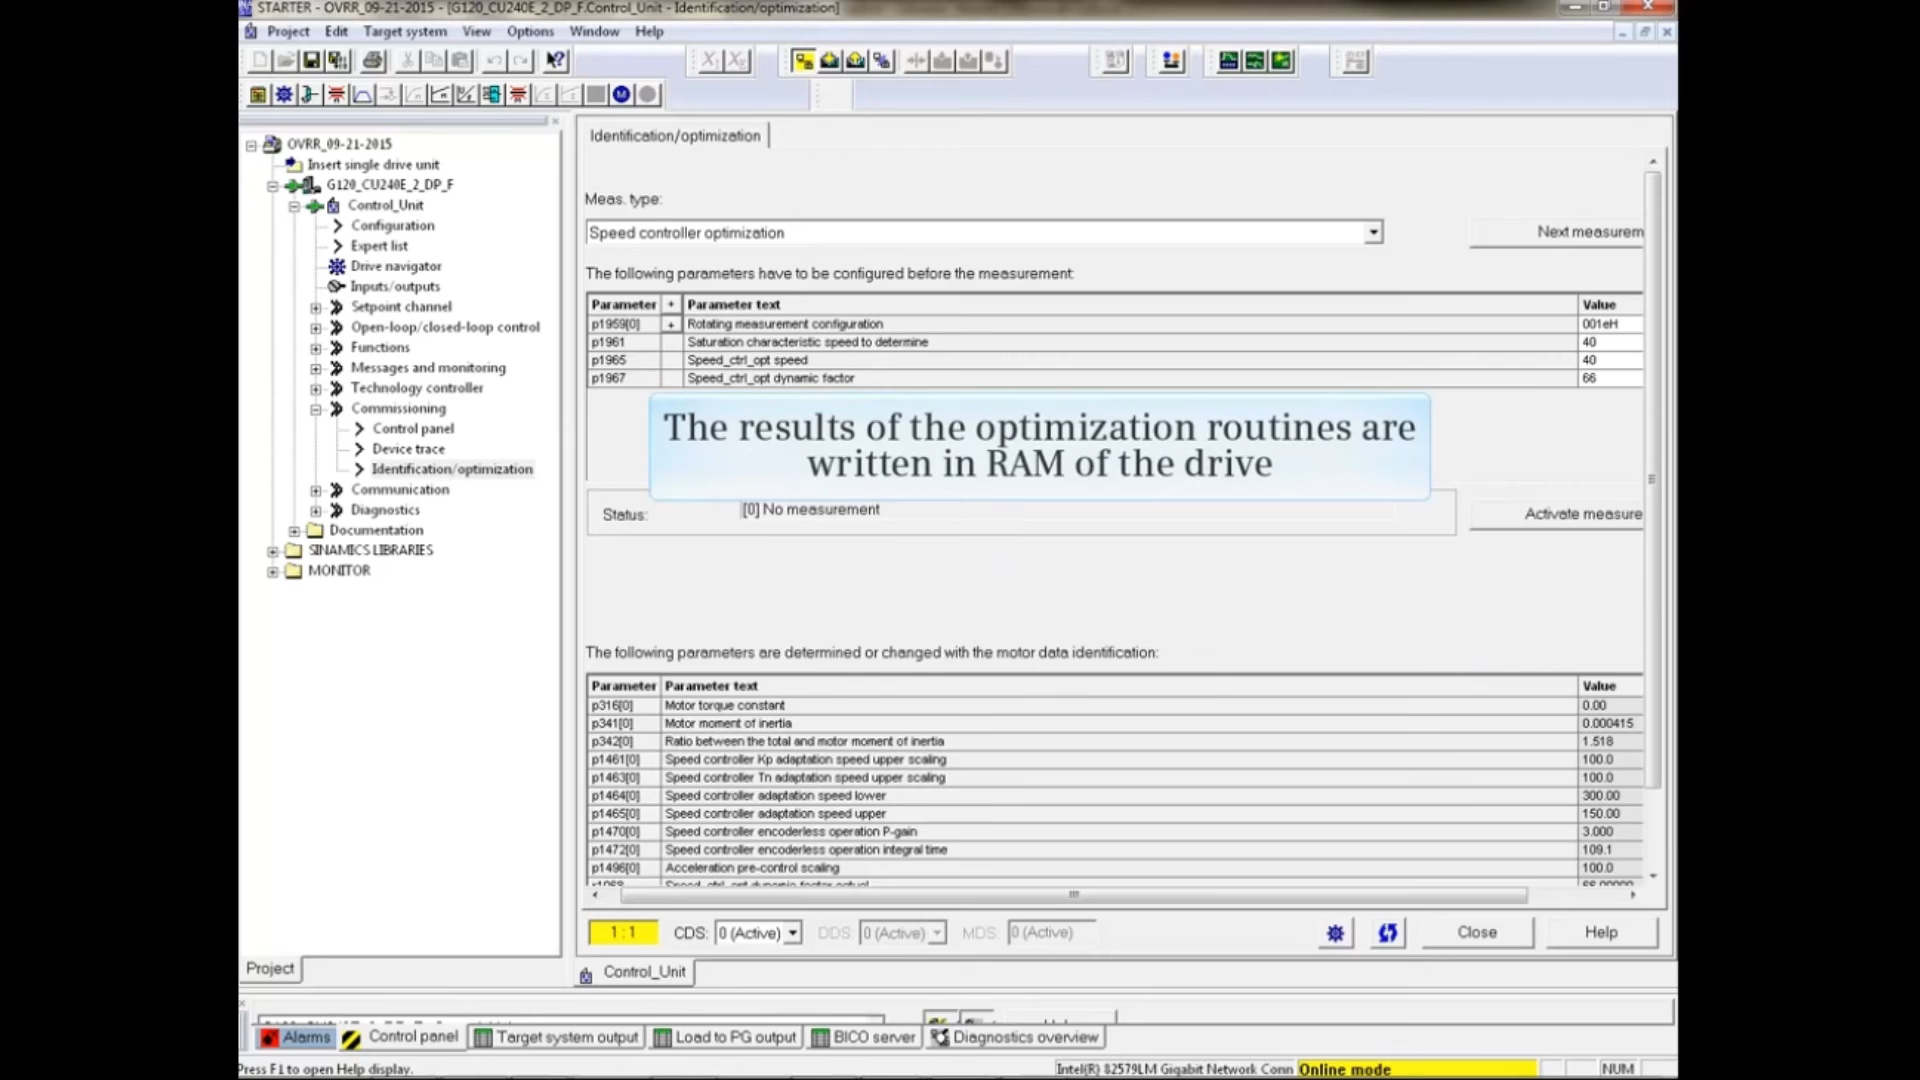 STARTER - OVRR_09-21-2015 - [G120_CU240E_2_DP_F.Control_Unit - Identification/optimization]
Project Edit Target system View Options Window Help
OVRR_09-21-2015
Insert single drive unit
G120_CU240E_2_DP_F
Control_Unit
Configuration
Expert list
Drive navigator
Inputs/outputs
Setpoint channel
Open-loop/closed-loop control
Functions
Messages and monitoring
Technology controller
Commissioning
Control panel
Device trace
Identification/optimization
Communication
Diagnostics
Documentation
SINAMICS LIBRARIES
MONITOR
Project
Identification/optimization
Meas. type:
Speed controller optimization
Next measurem
The following parameters have to be configured before the measurement:
Parameter + Parameter text Value
p1959[0] + Rotating measurement configuration 001eH
p1961 Saturation characteristic speed to determine 40
p1965 Speed_ctrl_opt speed 40
p1967 Speed_ctrl_opt dynamic factor 66
The results of the optimization routines are
written in RAM of the drive
Status: [0] No measurement
Activate measure
The following parameters are determined or changed with the motor data identification:
Parameter Parameter text Value
p316[0] Motor torque constant 0.00
p341[0] Motor moment of inertia 0.000415
p342[0] Ratio between the total and motor moment of inertia 1.518
p1461[0] Speed controller Kp adaptation speed upper scaling 100.0
p1463[0] Speed controller Tn adaptation speed upper scaling 100.0
p1464[0] Speed controller adaptation speed lower 300.00
p1465[0] Speed controller adaptation speed upper 150.00
p1470[0] Speed controller encoderless operation P-gain 3.000
p1472[0] Speed controller encoderless operation integral time 109.1
p1496[0] Acceleration pre-control scaling 100.0
1:1 CDS: 0 (Active) DDS: 0 (Active) MDS: 0 (Active) Close Help
Control_Unit
Alarms Control panel Target system output Load to PG output BICO server Diagnostics overview
Press F1 to open Help display. Intel(R) 82579LM Gigabit Network Conn Online mode NUM